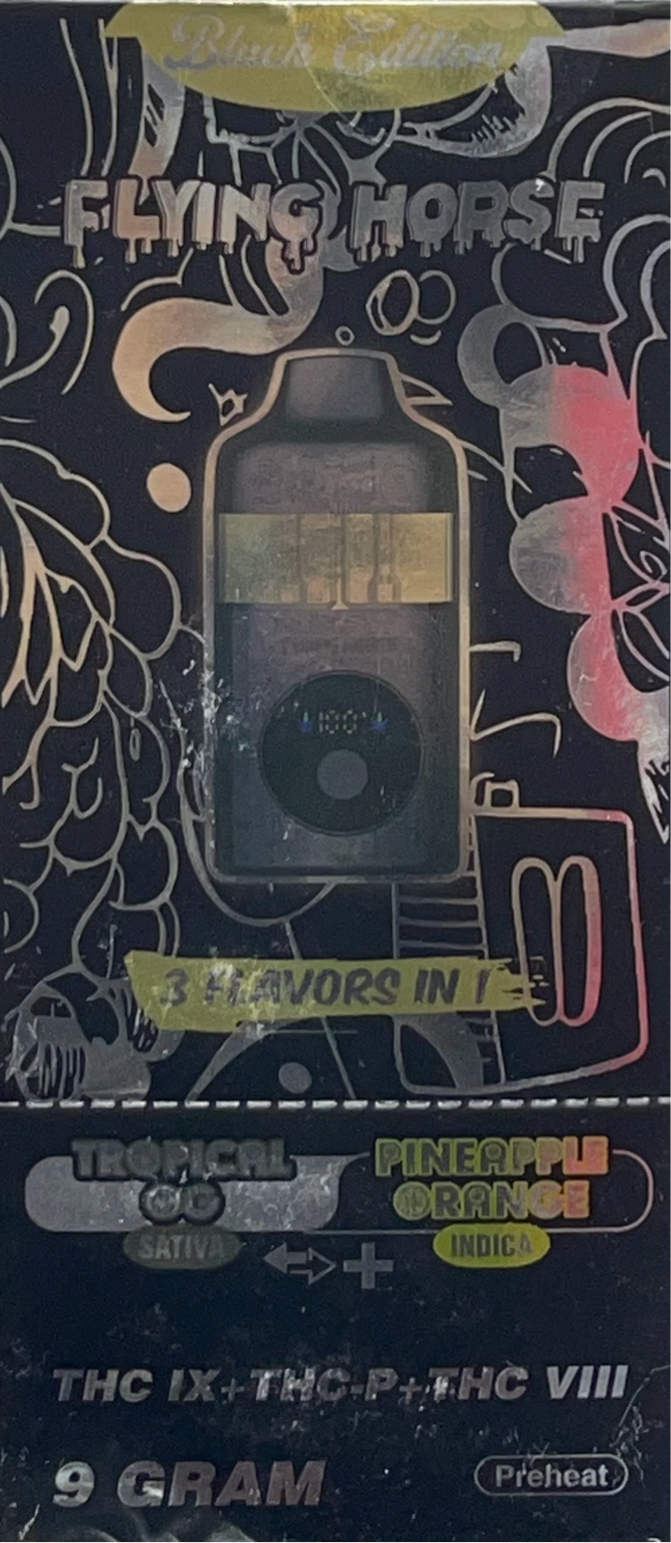 Black Edition
FLYING HORSE
100
3 FLAVORS IN 1
TROPICAL OG
SATIVA
PINEAPPLE ORANGE
INDICA
THC IX+THC-P+THC VIII
9 GRAM
Preheat